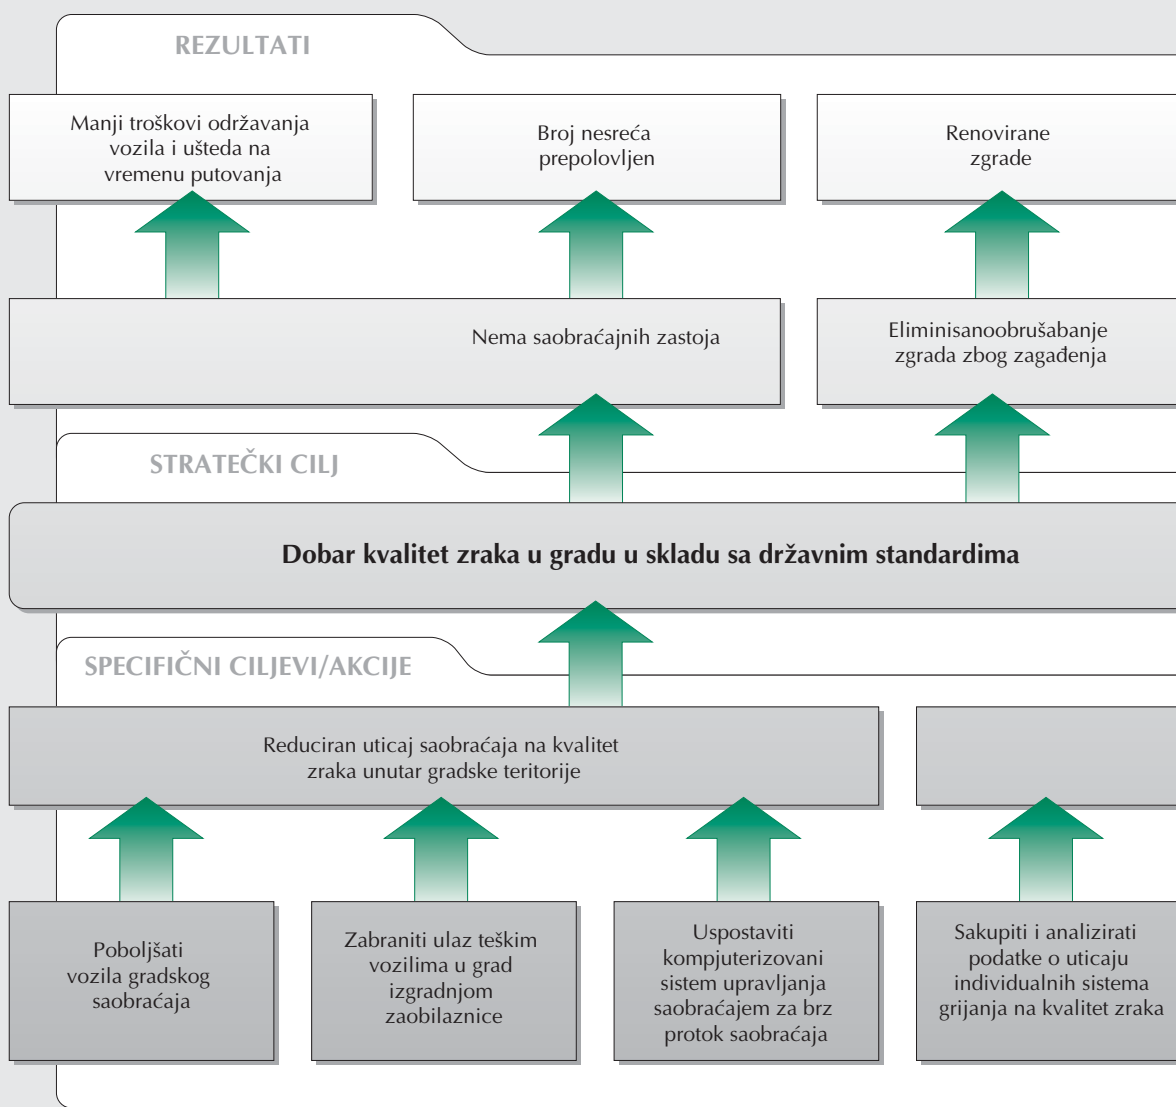 REZULTATI
Manji troškovi održavanja
vozila i ušteda na
vremenu putovanja
Broj nesreća
prepolovljen
Renovirane
zgrade
Nema saobraćajnih zastoja
Eliminisanoobrušabanje
zgrada zbog zagađenja
STRATEČKI CILJ
Dobar kvalitet zraka u gradu u skladu sa državnim standardima
SPECIFIČNI CILJEVI/AKCIJE
Reduciran uticaj saobraćaja na kvalitet
zraka unutar gradske teritorije
Poboljšati
vozila gradskog
saobraćaja
Zabraniti ulaz teškim
vozilima u grad
izgradnjom
zaobilaznice
Uspostaviti
kompjuterizovani
sistem upravljanja
saobraćajem za brz
protok saobraćaja
Sakupiti i analizirati
podatke o uticaju
individualnih sistema
grijanja na kvalitet zraka